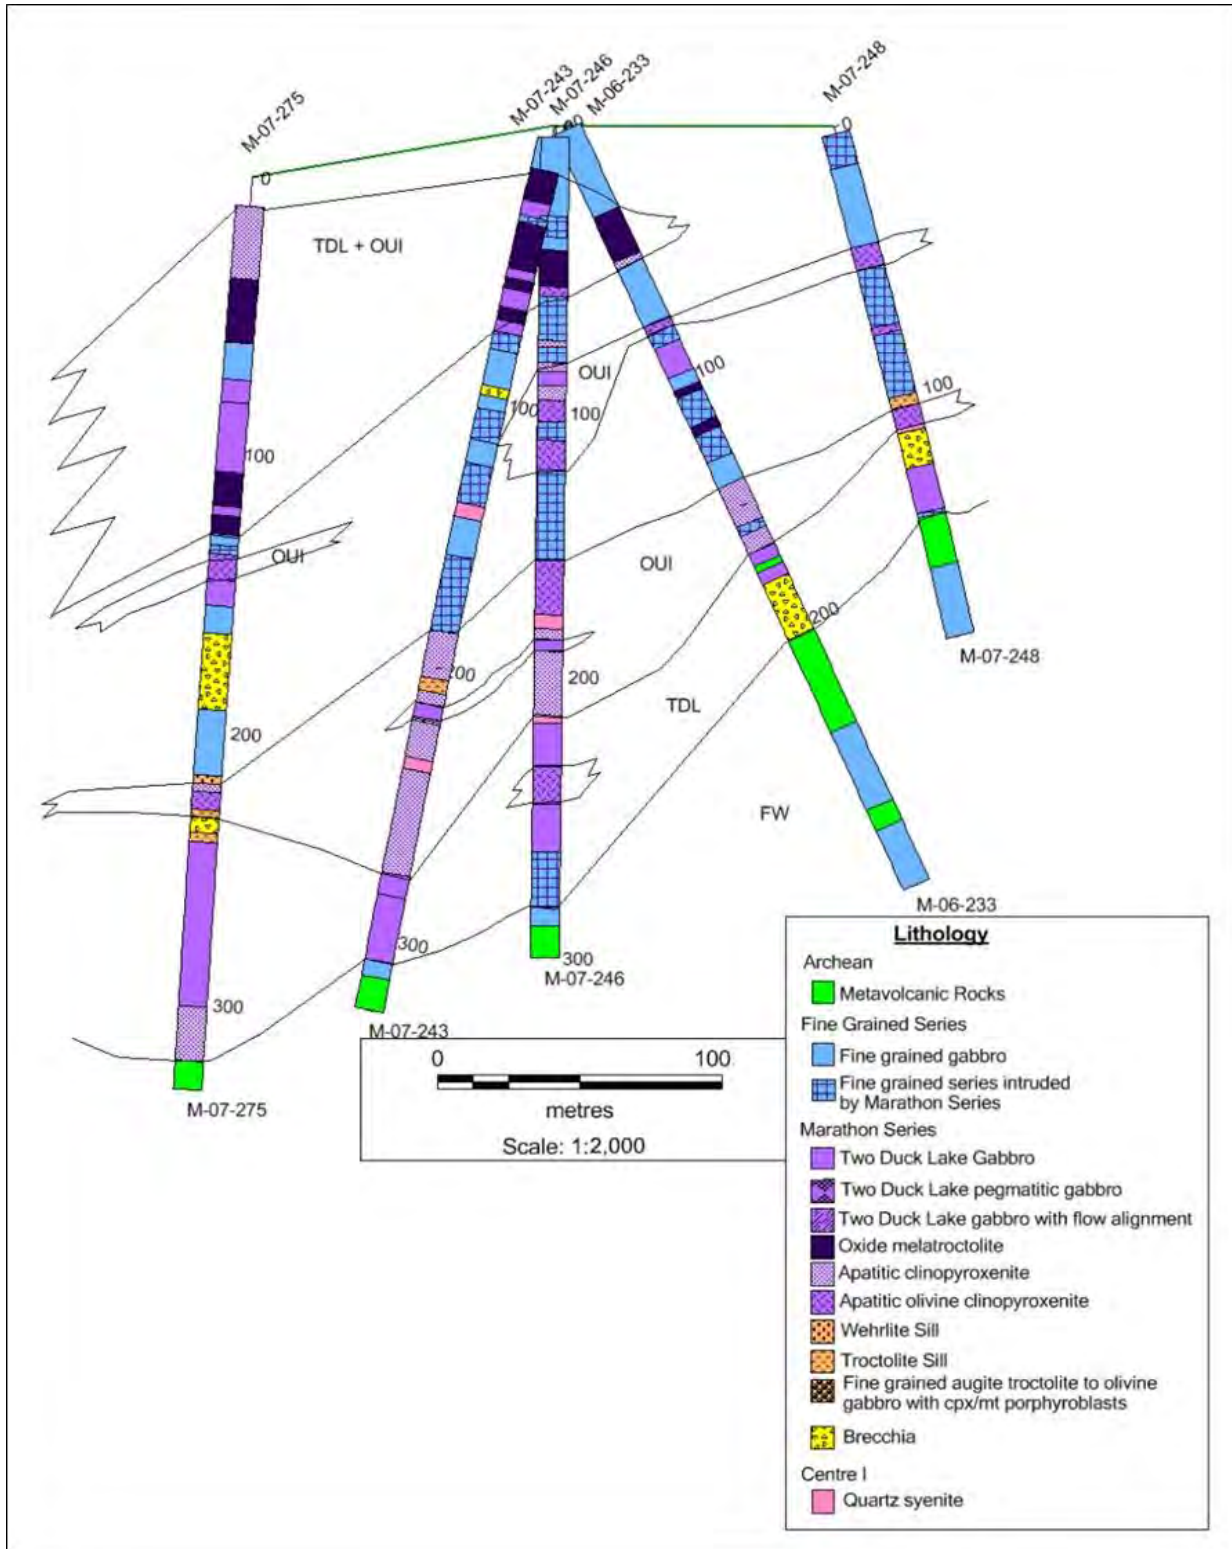 M-07-275
M-07-243
M-07-246
M-06-233
M-07-248
0
0
TDL + OUI
OUI
100
100
100
100
100
OUI
OUI
200
200
200
200
TDL
FW
M-07-248
300
300
300
M-07-275
M-07-243
M-07-246
M-06-233
0 100
metres
Scale: 1:2,000
Lithology
Archean
Metavolcanic Rocks
Fine Grained Series
Fine grained gabbro
Fine grained series intruded
by Marathon Series
Marathon Series
Two Duck Lake Gabbro
Two Duck Lake pegmatitic gabbro
Two Duck Lake gabbro with flow alignment
Oxide melatroctolite
Apatitic clinopyroxenite
Apatitic olivine clinopyroxenite
Wehrlite Sill
Troctolite Sill
Fine grained augite troctolite to olivine
gabbro with cpx/mt porphyroblasts
Brecchia
Centre I
Quartz syenite